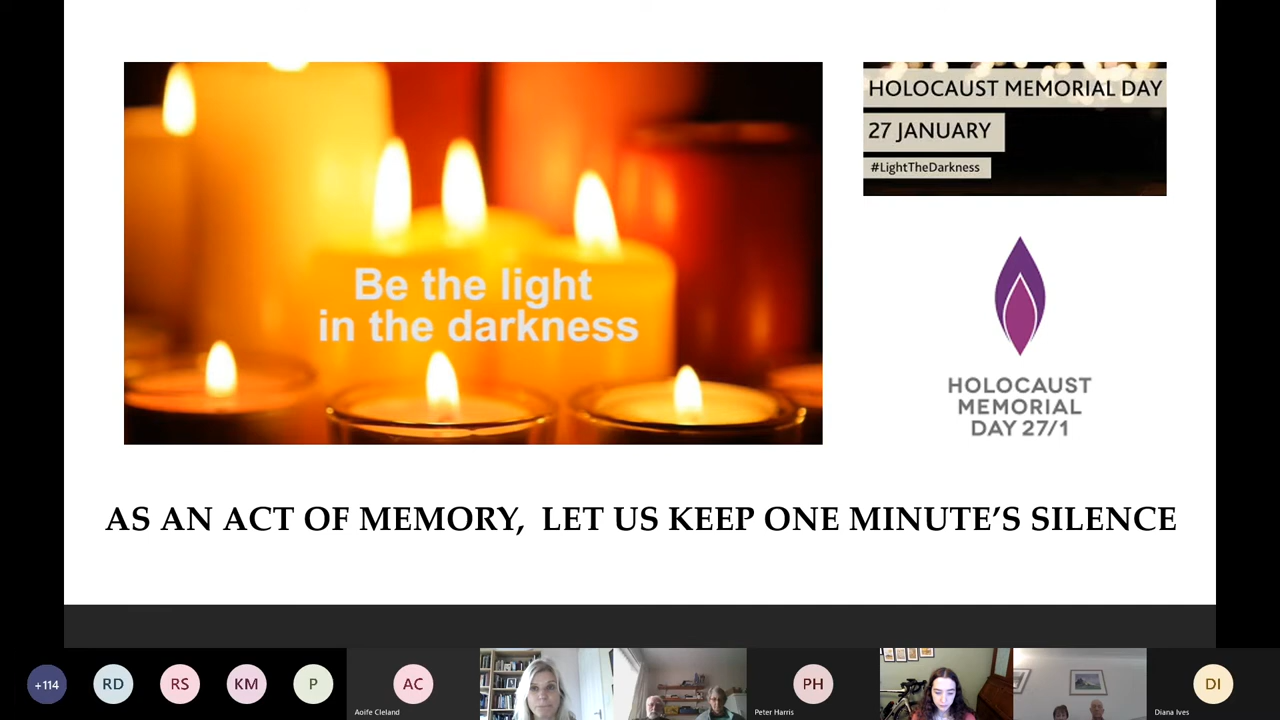 Be the light
in the darkness
HOLOCAUST MEMORIAL DAY
27 JANUARY
#LightTheDarkness
HOLOCAUST
MEMORIAL
DAY 27/1
AS AN ACT OF MEMORY, LET US KEEP ONE MINUTE’S SILENCE
+114
RD
RS
KM
P
AC
Aoife Cleland
PH
Peter Harris
DI
Diana Ives